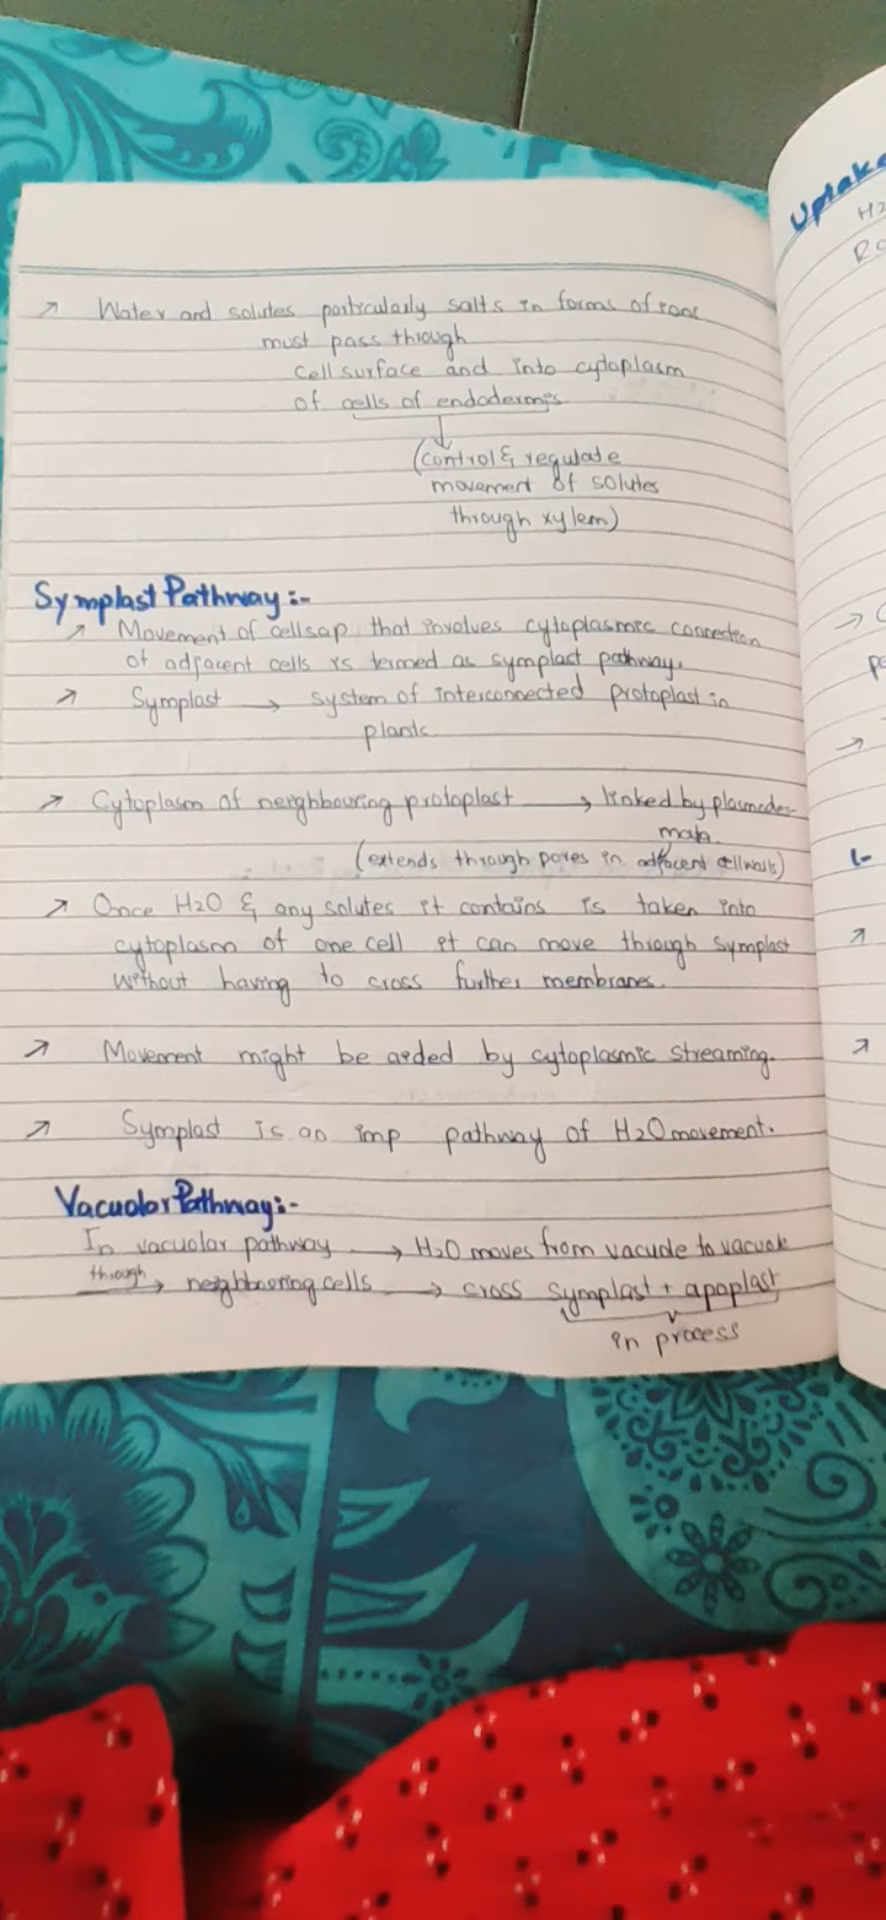 ↗ Water and solutes particularly salts in forms of ions
must pass through
cell surface and into cytoplasm
of cells of endodermis
(control & regulate
movement of solutes
through xylem)
Symplast Pathway :-
↗ Movement of cellsap that involves cytoplasmic connection
of adjacent cells is termed as symplast pathway.
↗ Symplast → system of interconnected protoplast in
plants
↗ Cytoplasm of neighbouring protoplast → linked by plasmodes-
mata.
(extends through pores in adjacent cellwalls)
↗ Once H2O & any solutes it contains is taken into
cytoplasm of one cell it can move through symplast
without having to cross further membranes.
↗ Movement might be aided by cytoplasmic streaming.
↗ Symplast is an imp pathway of H2O movement.
Vacuolar Pathway:-
In vacuolar pathway → H2O moves from vacuole to vacuole
through → neighbouring cells → cross symplast + apoplast
in process
Uptake
H2